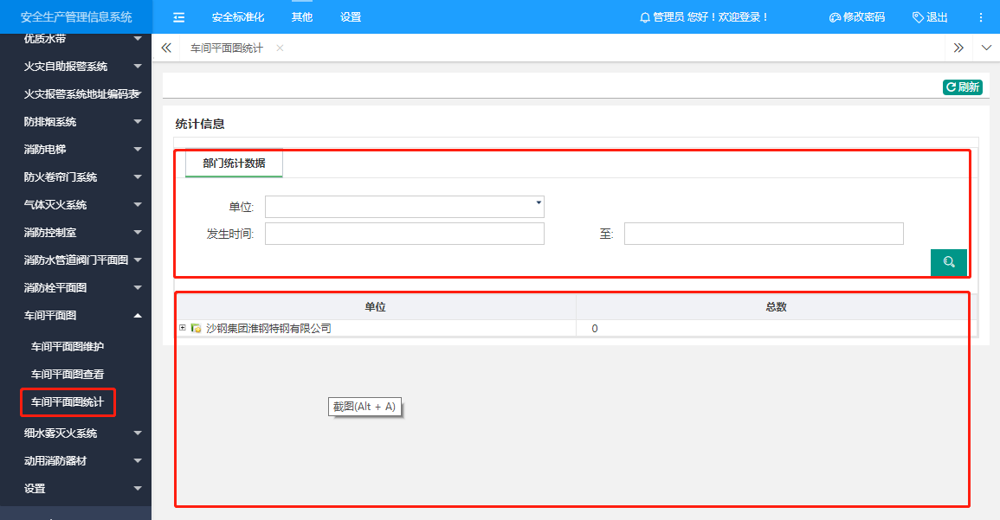 安全生产管理信息系统
安全标准化 其他 设置
管理员 您好！欢迎登录！
修改密码
退出
优质水带
火灾自助报警系统
火灾报警系统地址编码表
防排烟系统
消防电梯
防火卷帘门系统
气体灭火系统
消防控制室
消防水管道阀门平面图
消防栓平面图
车间平面图
车间平面图维护
车间平面图查看
车间平面图统计
细水雾灭火系统
动用消防器材
设置
车间平面图统计
刷新
统计信息
部门统计数据
单位:
发生时间: 至:
单位 总数
沙钢集团淮钢特钢有限公司 0
截图(Alt + A)